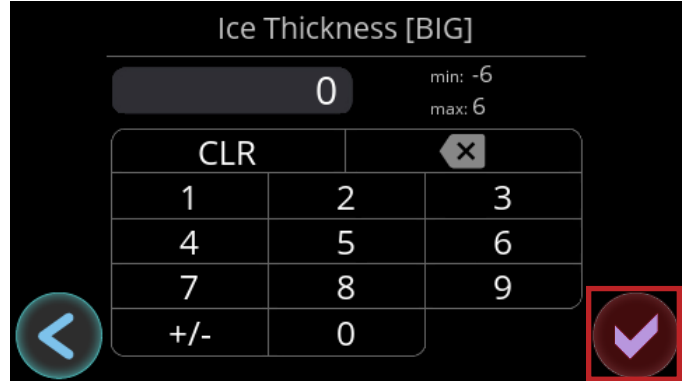 Ice Thickness [BIG]
0
min: -6
max: 6
CLR
1 2 3
4 5 6
7 8 9
+/- 0